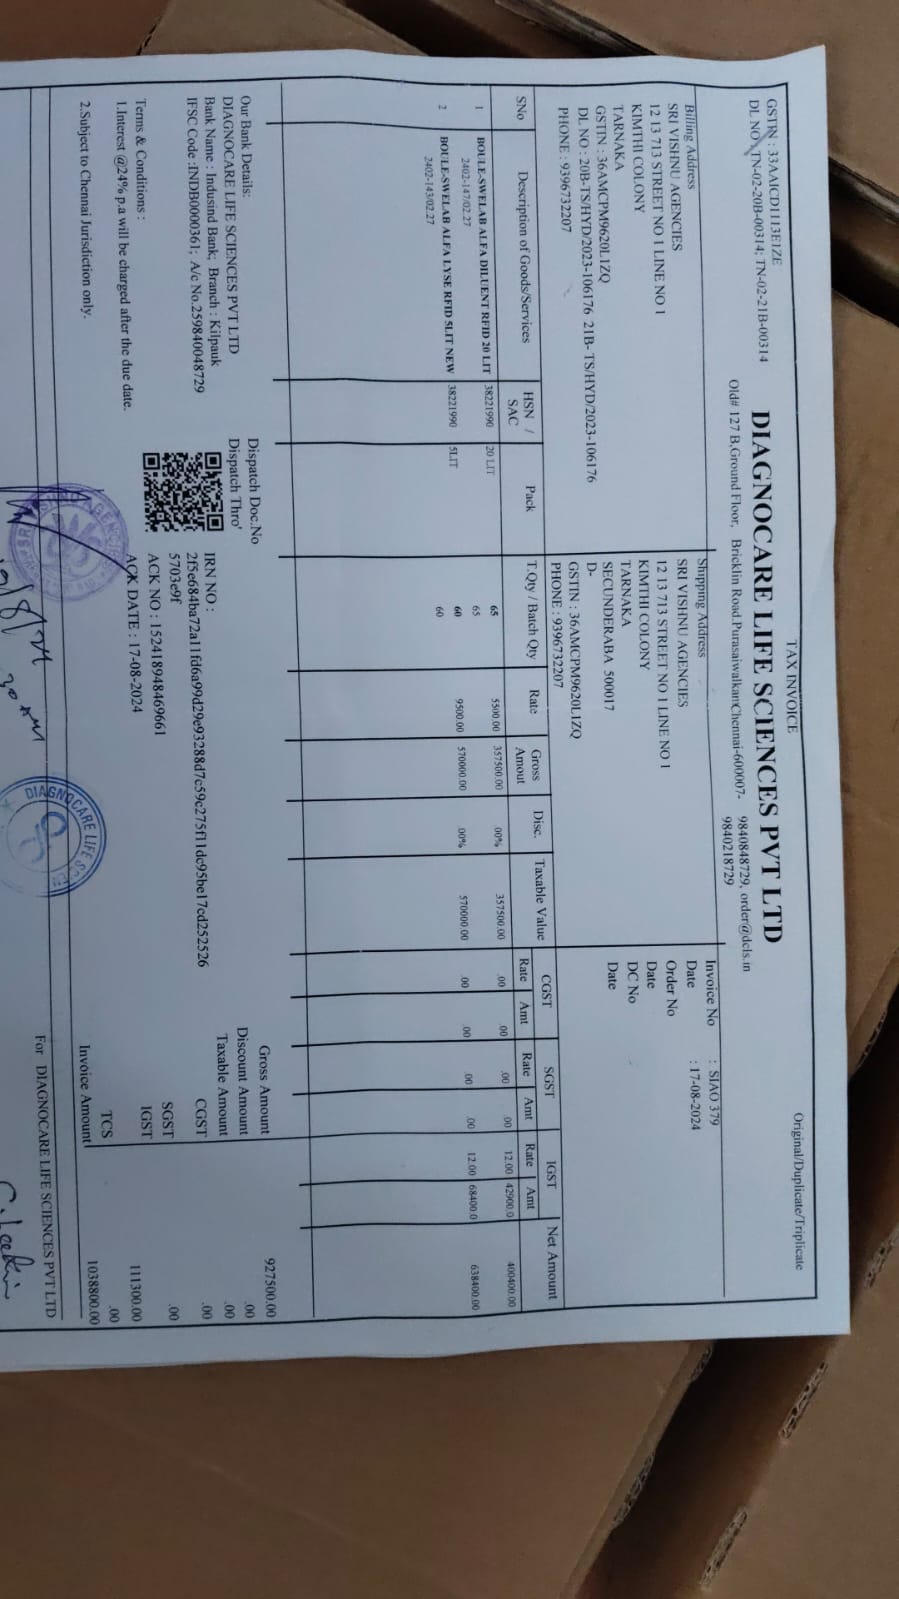 TAX INVOICE
Original/Duplicate/Triplicate
GSTIN : 33AAICD1113E1ZE
DL NO : TN-02-20B-00314; TN-02-21B-00314
DIAGNOCARE LIFE SCIENCES PVT LTD
Old# 127 B,Ground Floor, Bricklin Road,PurasaiwalkamChennai-600007-
9840848729, order@dcls.in
9840218729
Billing Address
SRI VISHNU AGENCIES
12 13 713 STREET NO 1 LINE NO 1
KIMTHI COLONY
TARNAKA
GSTIN : 36AMCPM9620L1ZQ
DL NO : 20B-TS/HYD/2023-106176 21B- TS/HYD/2023-106176
PHONE : 9396732207
Shipping Address
SRI VISHNU AGENCIES
12 13 713 STREET NO 1 LINE NO 1
KIMTHI COLONY
TARNAKA
SECUNDERABA 500017
D-
GSTIN : 36AMCPM9620L1ZQ
PHONE : 9396732207
Invoice No : SIAO 379
Date : 17-08-2024
Order No
Date
DC No
Date
SNo Description of Goods/Services HSN / SAC Pack T.Qty / Batch Qty Rate Gross Amout Disc. Taxable Value CGST SGST IGST Net Amount
Rate Amt Rate Amt Rate Amt
1 BOULE-SWELAB ALFA DILUENT RFID 20 LIT 38221990 20 LIT 65 5500.00 357500.00 .00% 357500.00 .00 .00 .00 .00 12.00 42900.0 400400.00
2402-147/02.27 65
2 BOULE-SWELAB ALFA LYSE RFID 5LIT NEW 38221990 5LIT 60 9500.00 570000.00 .00% 570000.00 .00 .00 .00 .00 12.00 68400.0 638400.00
2402-143/02.27 60
Our Bank Details:
DIAGNOCARE LIFE SCIENCES PVT LTD
Bank Name : Indusind Bank; Branch : Kilpauk
IFSC Code :INDB0000361; A/c No.259840048729
Dispatch Doc.No
Dispatch Thro'
IRN NO :
2f5e684ba72a11fd6a99d29e93288d7c59c275f11dc95be17cd252526
5703e9f
ACK NO : 152418948469661
ACK DATE : 17-08-2024
Gross Amount 927500.00
Discount Amount .00
Taxable Amount .00
CGST .00
SGST .00
IGST 111300.00
TCS .00
Invoice Amount 1038800.00
Terms & Conditions :
1.Interest @24% p.a will be charged after the due date.
2.Subject to Chennai Jurisdiction only.
For DIAGNOCARE LIFE SCIENCES PVT LTD
DIAGNOCARE LIFE